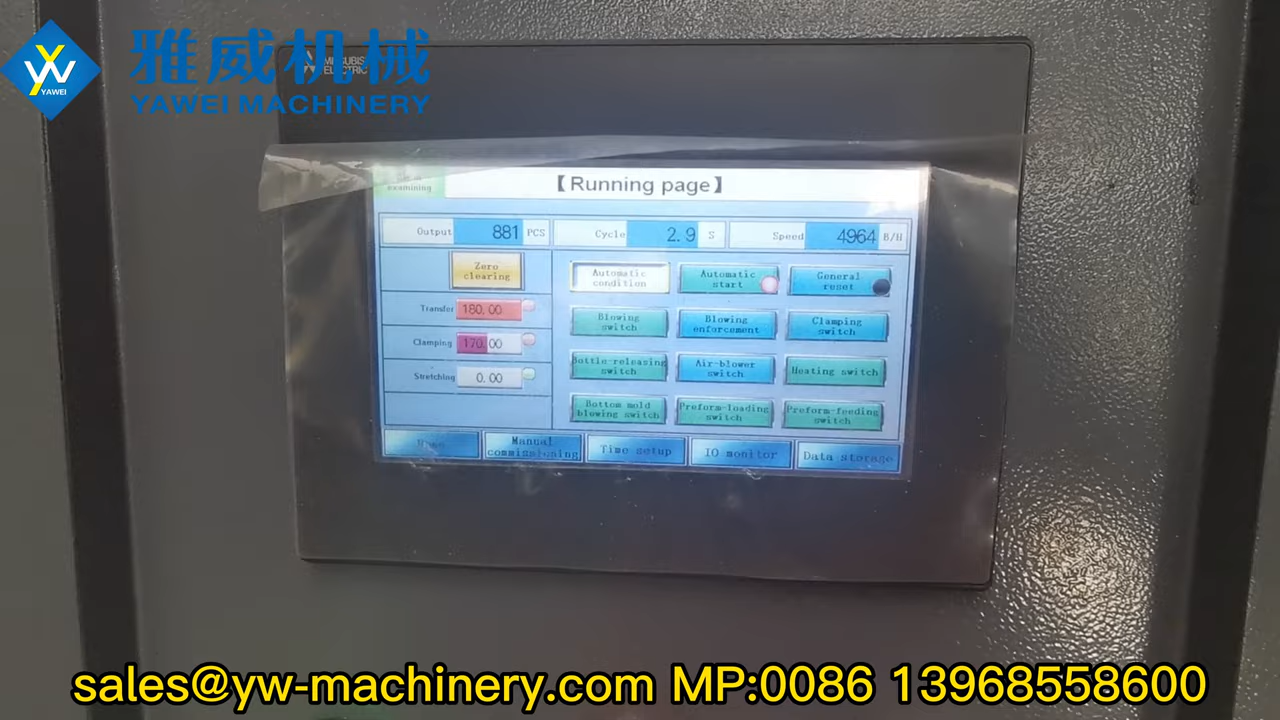 雅威机械
YW
YAWEI
YAWEI MACHINERY
ELECTRIC
examining
【Running page】
Output 881 PCS
Cycle 2.9 S
Speed 4964 B/H
Zero
clearing
Automatic
condition
Automatic
start
General
reset
Transfer 180.00
Blowing
switch
Blowing
enforcement
Clamping
switch
Clamping 170.00
Bottle-releasing
switch
Air-blower
switch
Heating switch
Stretching 0.00
Bottom mold
blowing switch
Preform-loading
switch
Preform-feeding
switch
Manual
commissioning
Time setup
IO monitor
Data storage
sales@yw-machinery.com MP:0086 13968558600